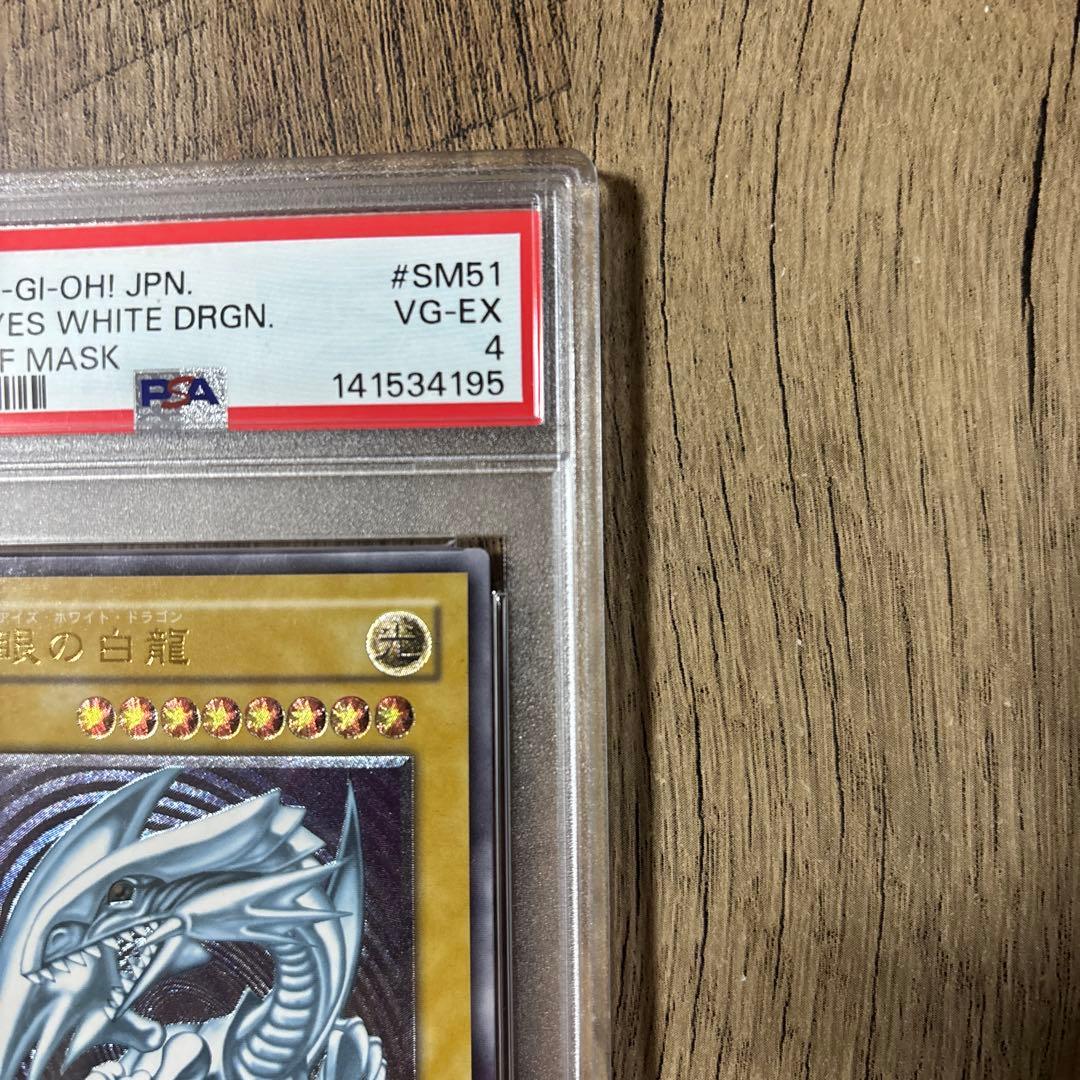 -GI-OH! JPN. #SM51
YES WHITE DRGN. VG-EX
F MASK 4
PSA 141534195
アイズ・ホワイト・ドラゴン
眼の白龍 光